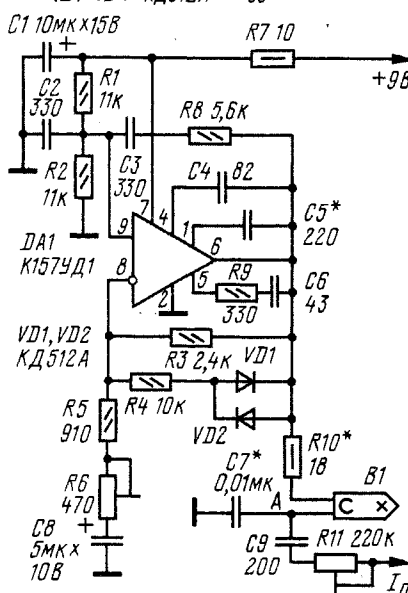 C1 10мк×15В
R7 10
+9В
C2
330
R1
11к
R8 5,6к
C3
330
R2
11к
C4
82
C5*
220
DA1
К157УД1
7
4
9
1
6
8
5
2
R9
330
C6
43
VD1, VD2
КД512А
R3 2,4к
VD1
R4 10к
VD2
R5
910
R10*
18
C7*
0,01мк
B1
A
R6
470
C8
5мк×
10В
C9
200
R11 220к